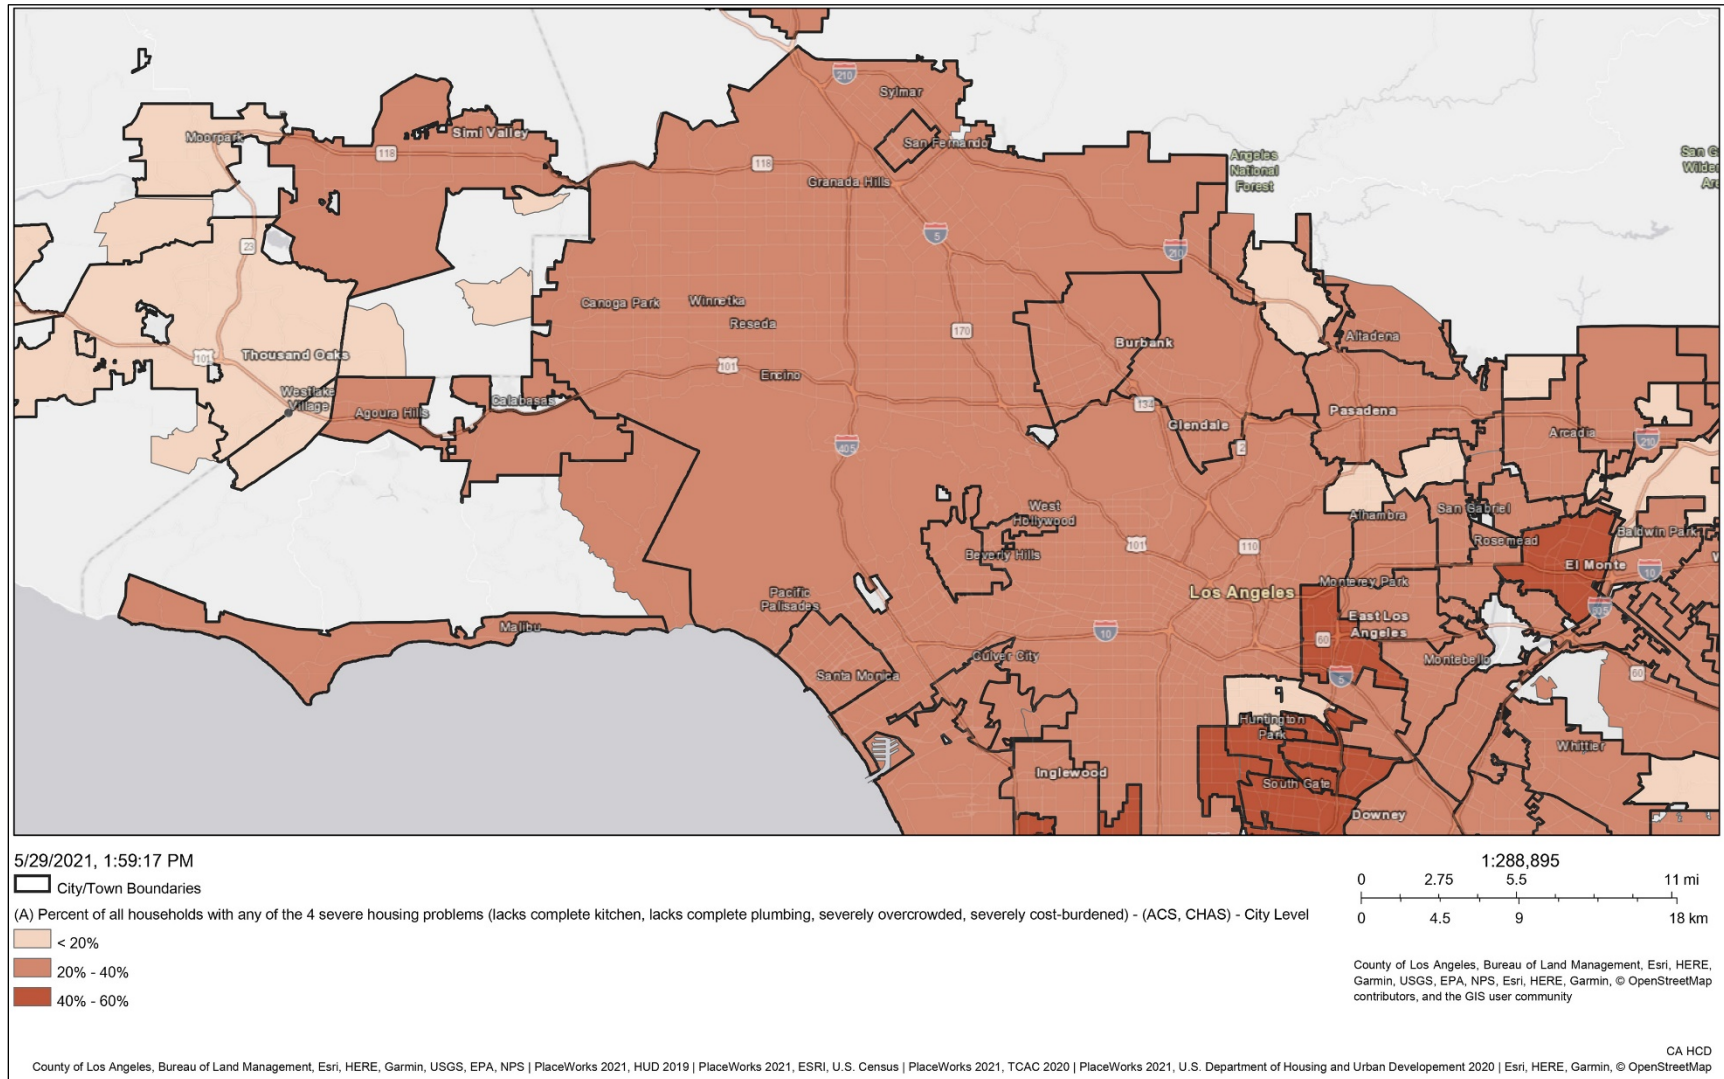 210
Sylmar
Moorpark
Simi Valley
118
San Fernando
118
Angeles
National
Forest
San G
Wilder
Are
Granada Hills
23
5
210
Canoga Park
Winnetka
Reseda
Altadena
Burbank
101
Thousand Oaks
101
Encino
Westlake
Village
Agoura Hills
Calabasas
134
Pasadena
Glendale
Arcadia
210
405
2
West
Hollywood
Alhambra
San Gabriel
Beverly Hills
101
110
Rosemead
Baldwin Park
El Monte
10
W
Pacific
Palisades
Los Angeles
Monterey Park
605
Malibu
10
East Los
Angeles
60
Culver City
Montebello
Santa Monica
5
60
Huntington
Park
Whittier
Inglewood
South Gate
Downey
170
5/29/2021, 1:59:17 PM
City/Town Boundaries
(A) Percent of all households with any of the 4 severe housing problems (lacks complete kitchen, lacks complete plumbing, severely overcrowded, severely cost-burdened) - (ACS, CHAS) - City Level
< 20%
20% - 40%
40% - 60%
1:288,895
0 2.75 5.5 11 mi
0 4.5 9 18 km
County of Los Angeles, Bureau of Land Management, Esri, HERE,
Garmin, USGS, EPA, NPS, Esri, HERE, Garmin, © OpenStreetMap
contributors, and the GIS user community
CA HCD
County of Los Angeles, Bureau of Land Management, Esri, HERE, Garmin, USGS, EPA, NPS | PlaceWorks 2021, HUD 2019 | PlaceWorks 2021, ESRI, U.S. Census | PlaceWorks 2021, TCAC 2020 | PlaceWorks 2021, U.S. Department of Housing and Urban Developement 2020 | Esri, HERE, Garmin, © OpenStreetMap